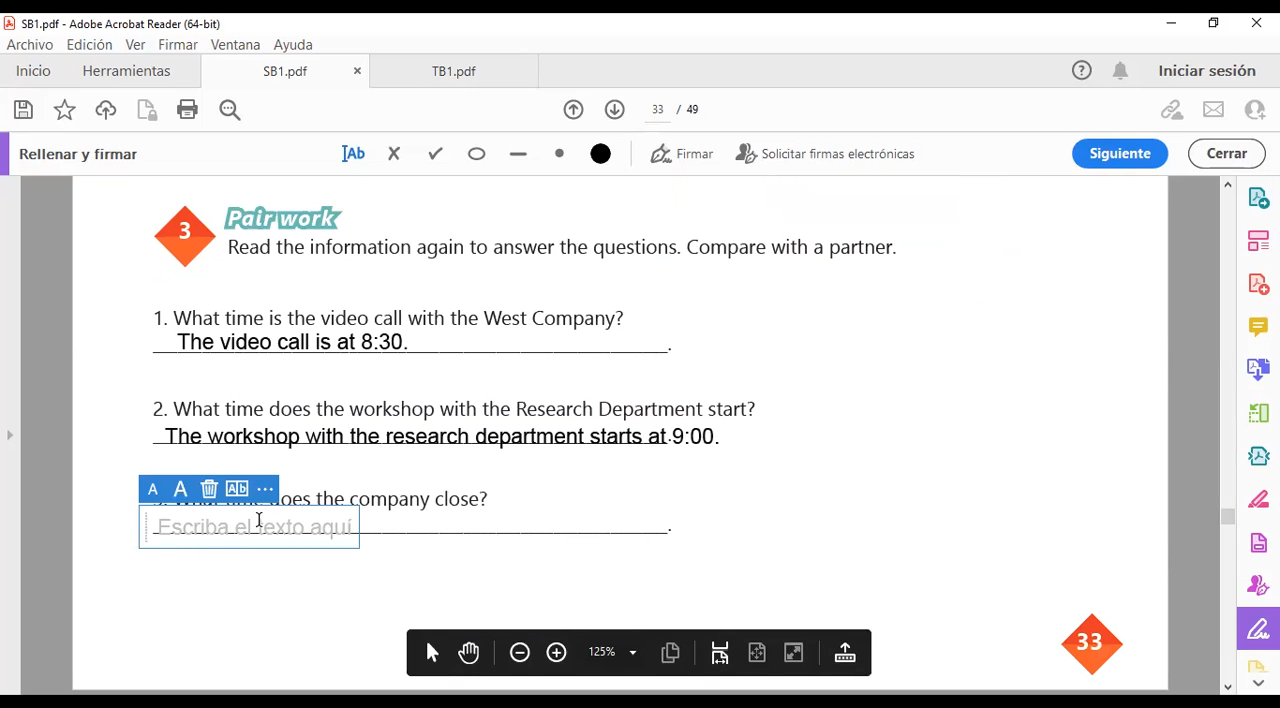 SB1.pdf - Adobe Acrobat Reader (64-bit)
Archivo Edición Ver Firmar Ventana Ayuda
Inicio Herramientas SB1.pdf × TB1.pdf Iniciar sesión
33 / 49
Rellenar y firmar Ab Firmar Solicitar firmas electrónicas Siguiente Cerrar
3 Pair work
Read the information again to answer the questions. Compare with a partner.
1. What time is the video call with the West Company?
The video call is at 8:30.
2. What time does the workshop with the Research Department start?
The workshop with the research department starts at 9:00.
A A Ab ...
does the company close?
Escriba el texto aquí
33
125%